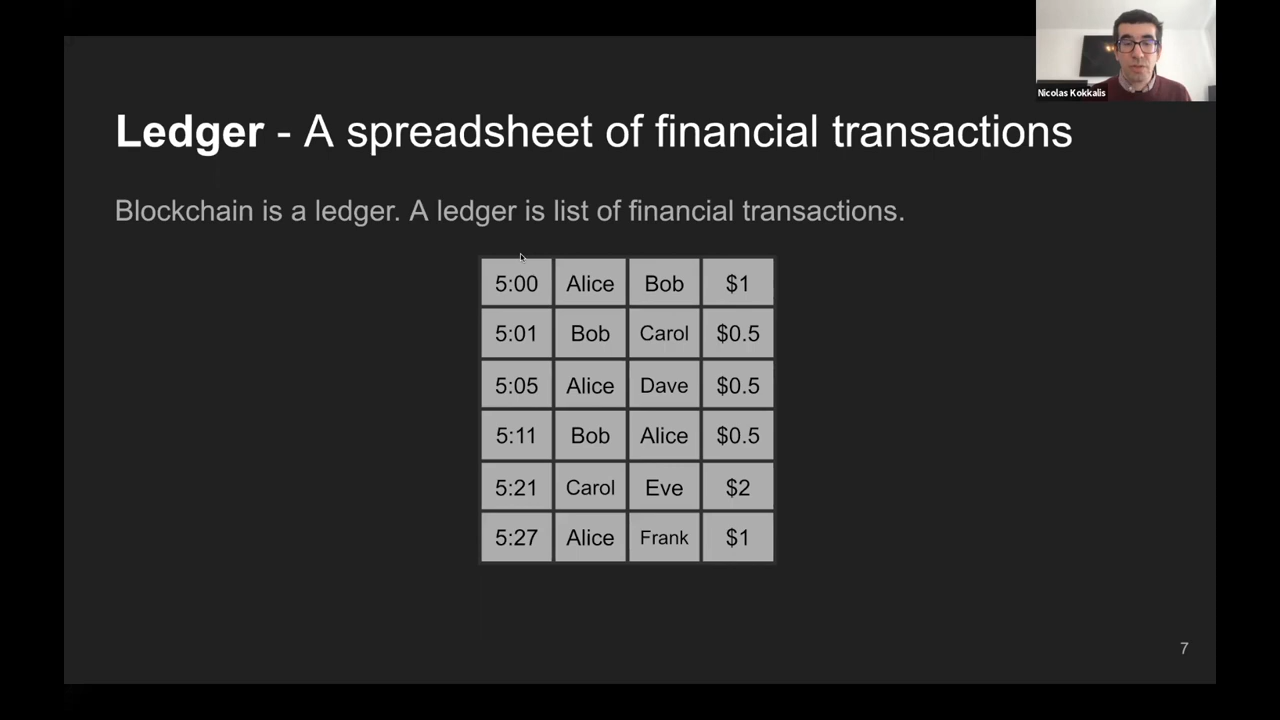 Nicolas Kokkalis
Ledger - A spreadsheet of financial transactions
Blockchain is a ledger. A ledger is list of financial transactions.
5:00 Alice Bob $1
5:01 Bob Carol $0.5
5:05 Alice Dave $0.5
5:11 Bob Alice $0.5
5:21 Carol Eve $2
5:27 Alice Frank $1
7